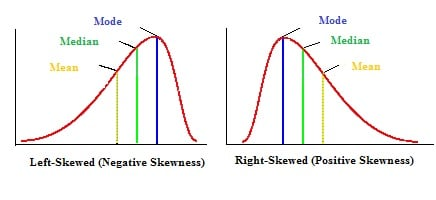 Mode
Median
Mean
Left-Skewed (Negative Skewness)
Mode
Median
Mean
Right-Skewed (Positive Skewness)